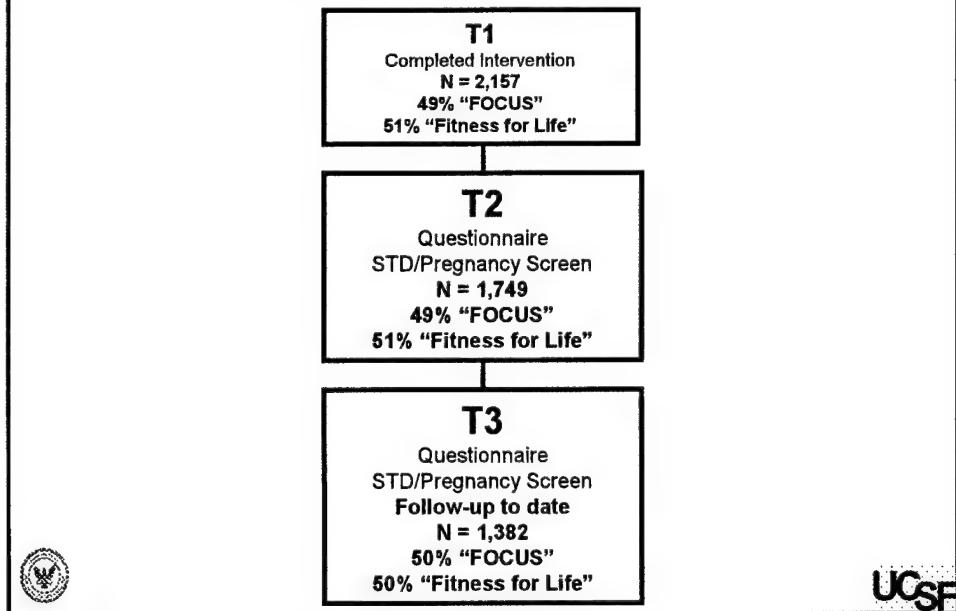 T1
Completed Intervention
N = 2,157
49% “FOCUS”
51% “Fitness for Life”
T2
Questionnaire
STD/Pregnancy Screen
N = 1,749
49% “FOCUS”
51% “Fitness for Life”
T3
Questionnaire
STD/Pregnancy Screen
Follow-up to date
N = 1,382
50% “FOCUS”
50% “Fitness for Life”
UCSF